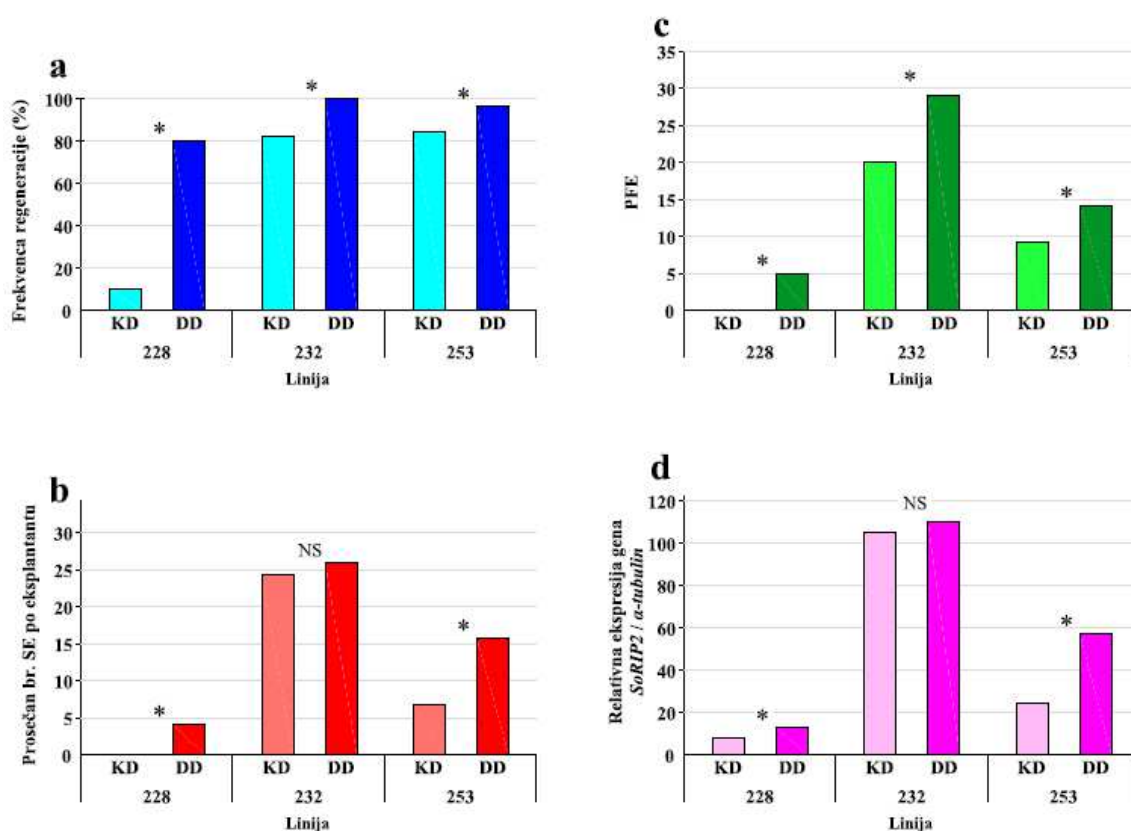 a
Frekvenca regeneracije (%)
100
80
60
40
20
0
*
*
*
KD DD KD DD KD DD
228 232 253
Linija
c
PFE
35
30
25
20
15
10
5
0
*
*
*
KD DD KD DD KD DD
228 232 253
Linija
b
Prosečan br. SE po eksplantantu
30
25
20
15
10
5
0
*
NS
*
KD DD KD DD KD DD
228 232 253
Linija
d
Relativna ekspresija gena
SoRIP2 / α-tubulin
120
100
80
60
40
20
0
*
NS
*
KD DD KD DD KD DD
228 232 253
Linija